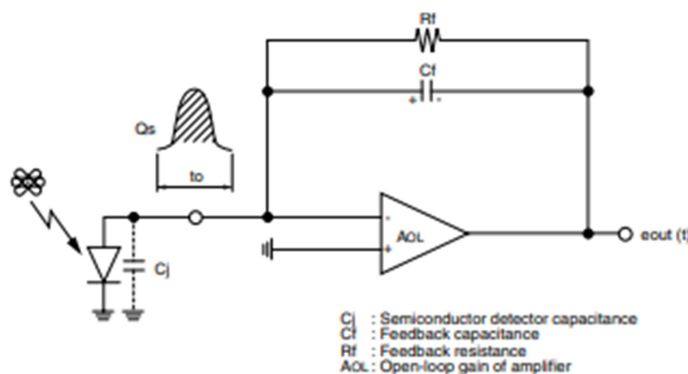 Rf
Cf
+ -
Qs
to
-
AOL
+
eout (t)
Cj
Cj : Semiconductor detector capacitance
Cf : Feedback capacitance
Rf : Feedback resistance
AOL : Open-loop gain of amplifier